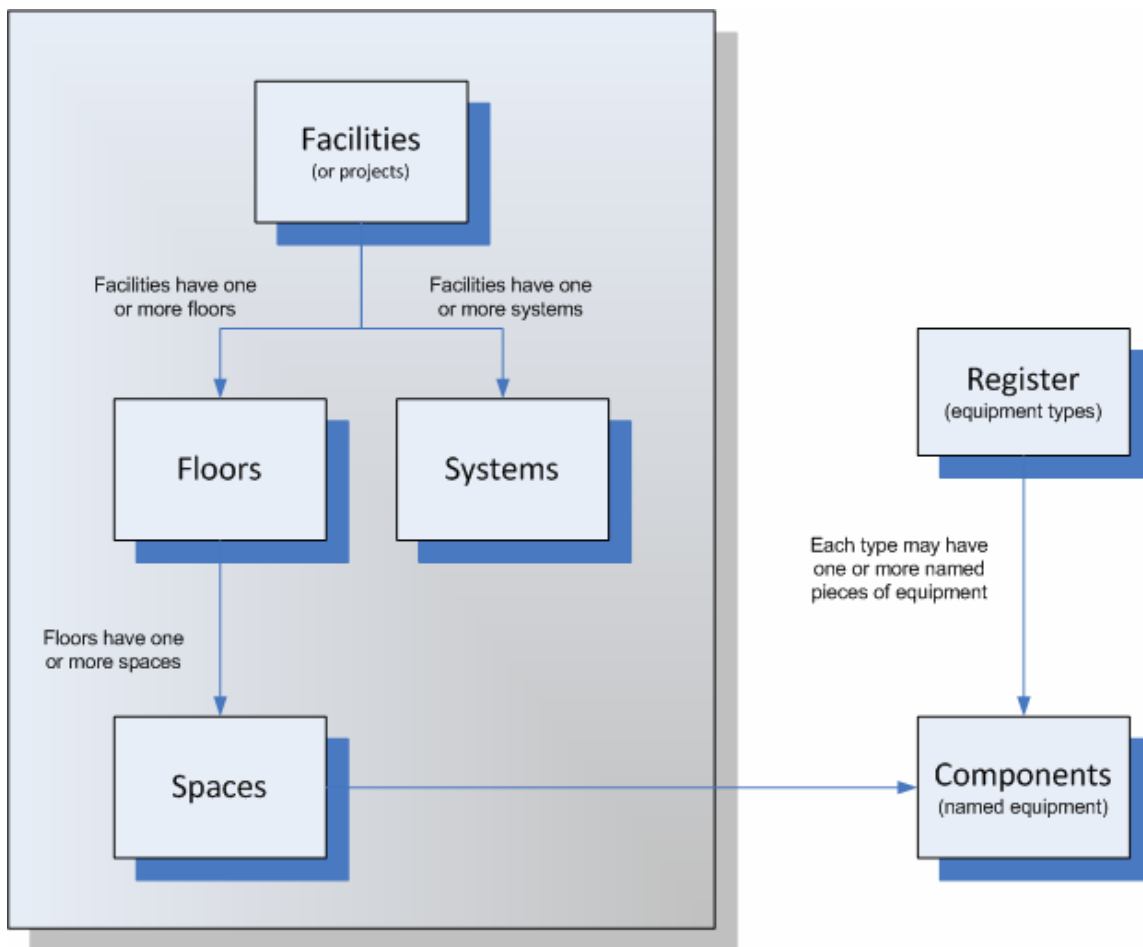 Facilities
(or projects)
Facilities have one
or more floors
Facilities have one
or more systems
Floors
Systems
Register
(equipment types)
Each type may have
one or more named
pieces of equipment
Floors have one
or more spaces
Spaces
Components
(named equipment)